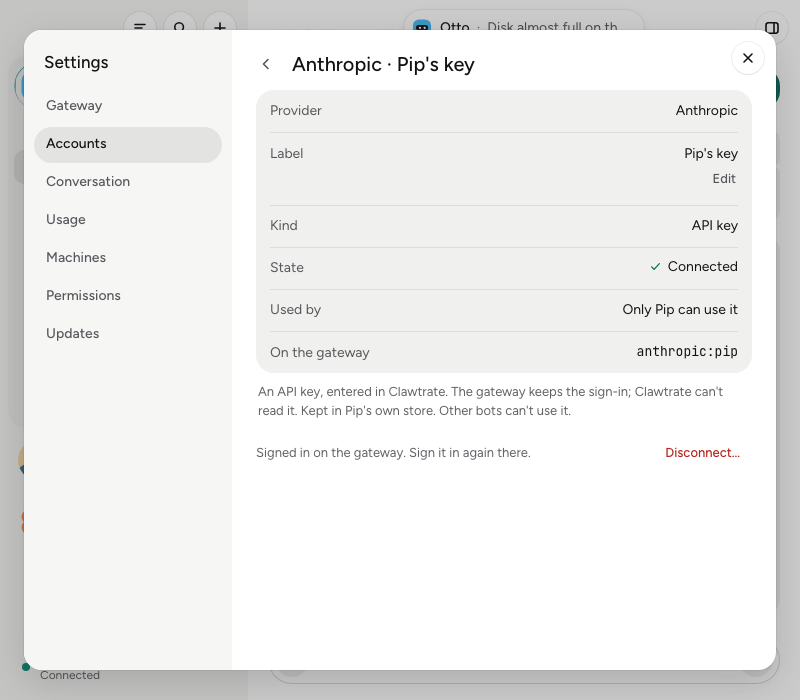 Otto · Disk almost full on th
Settings
Gateway
Accounts
Conversation
Usage
Machines
Permissions
Updates
Anthropic · Pip's key
Provider Anthropic
Label Pip's key
Edit
Kind API key
State Connected
Used by Only Pip can use it
On the gateway anthropic:pip
An API key, entered in Clawtrate. The gateway keeps the sign-in; Clawtrate can't
read it. Kept in Pip's own store. Other bots can't use it.
Signed in on the gateway. Sign it in again there. Disconnect...
Connected